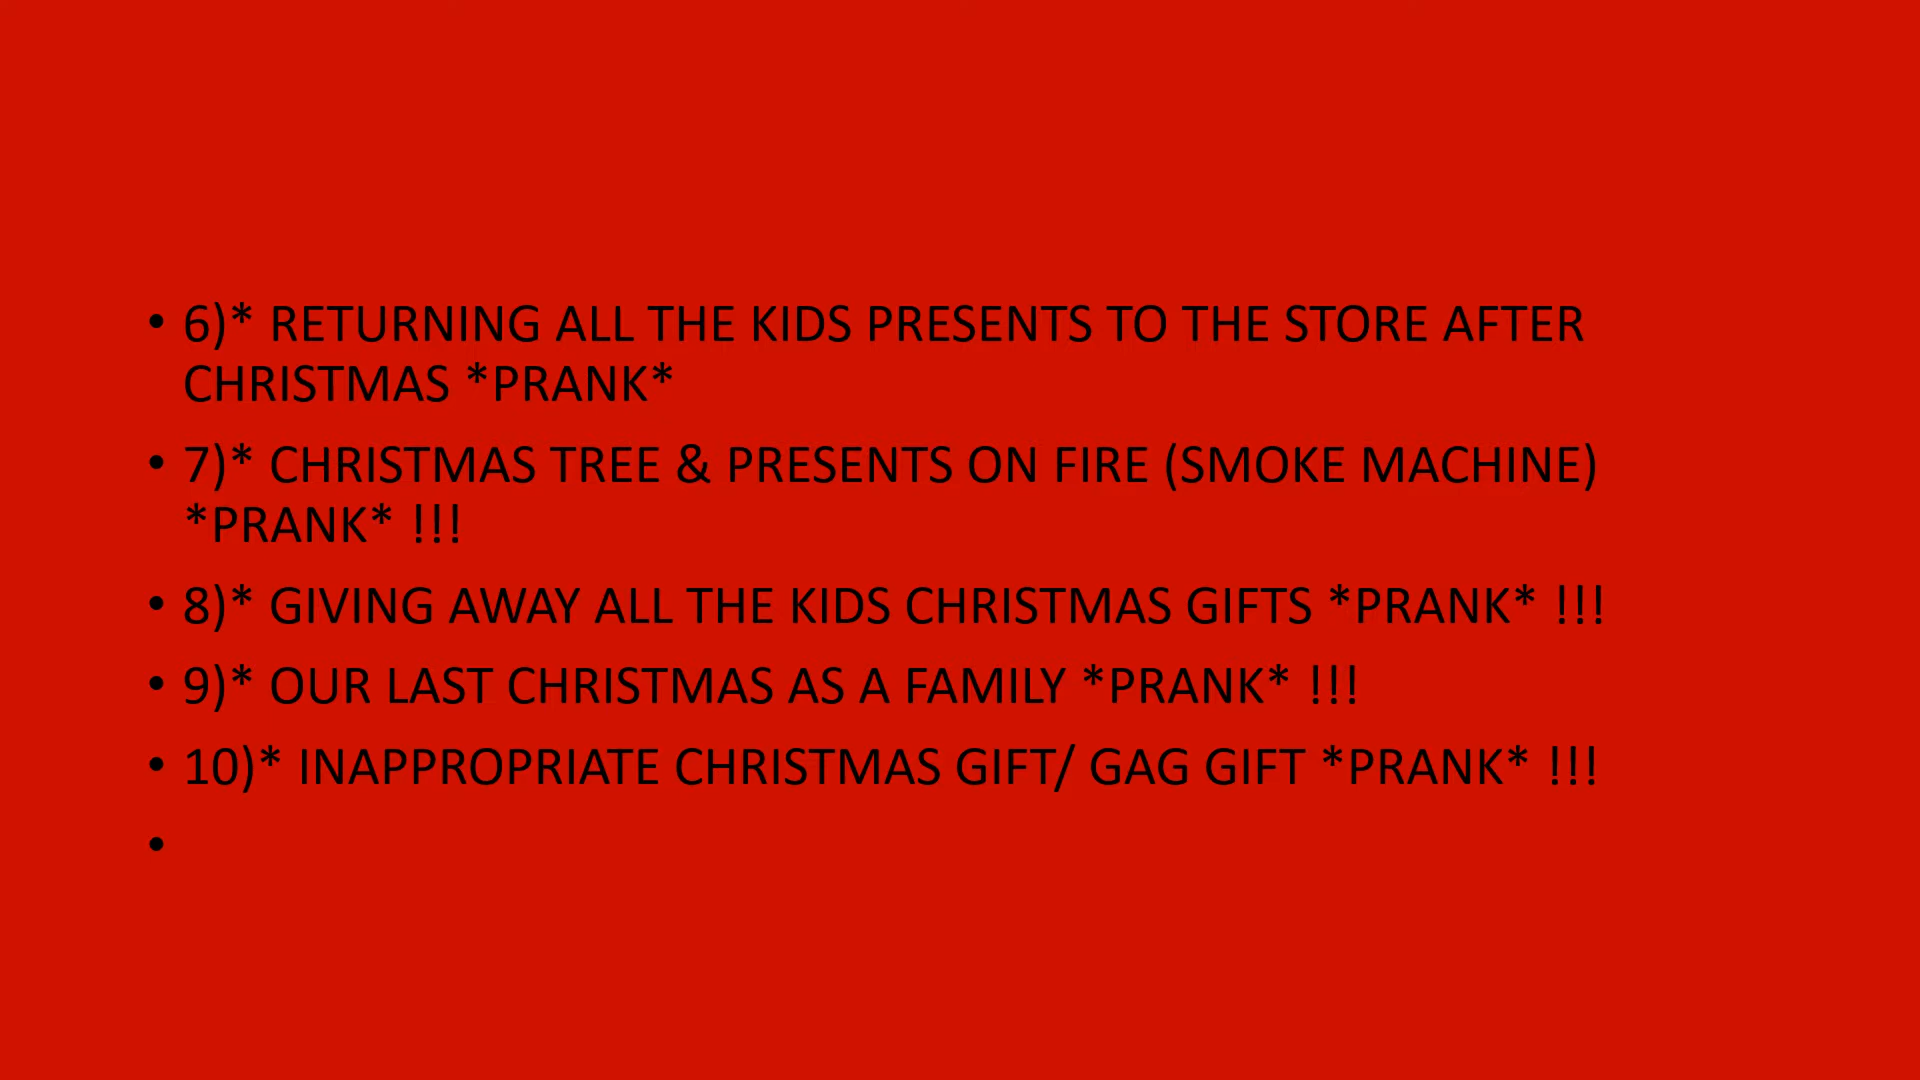 • 6)* RETURNING ALL THE KIDS PRESENTS TO THE STORE AFTER
CHRISTMAS *PRANK*
• 7)* CHRISTMAS TREE & PRESENTS ON FIRE (SMOKE MACHINE)
*PRANK* !!!
• 8)* GIVING AWAY ALL THE KIDS CHRISTMAS GIFTS *PRANK* !!!
• 9)* OUR LAST CHRISTMAS AS A FAMILY *PRANK* !!!
• 10)* INAPPROPRIATE CHRISTMAS GIFT/ GAG GIFT *PRANK* !!!
•